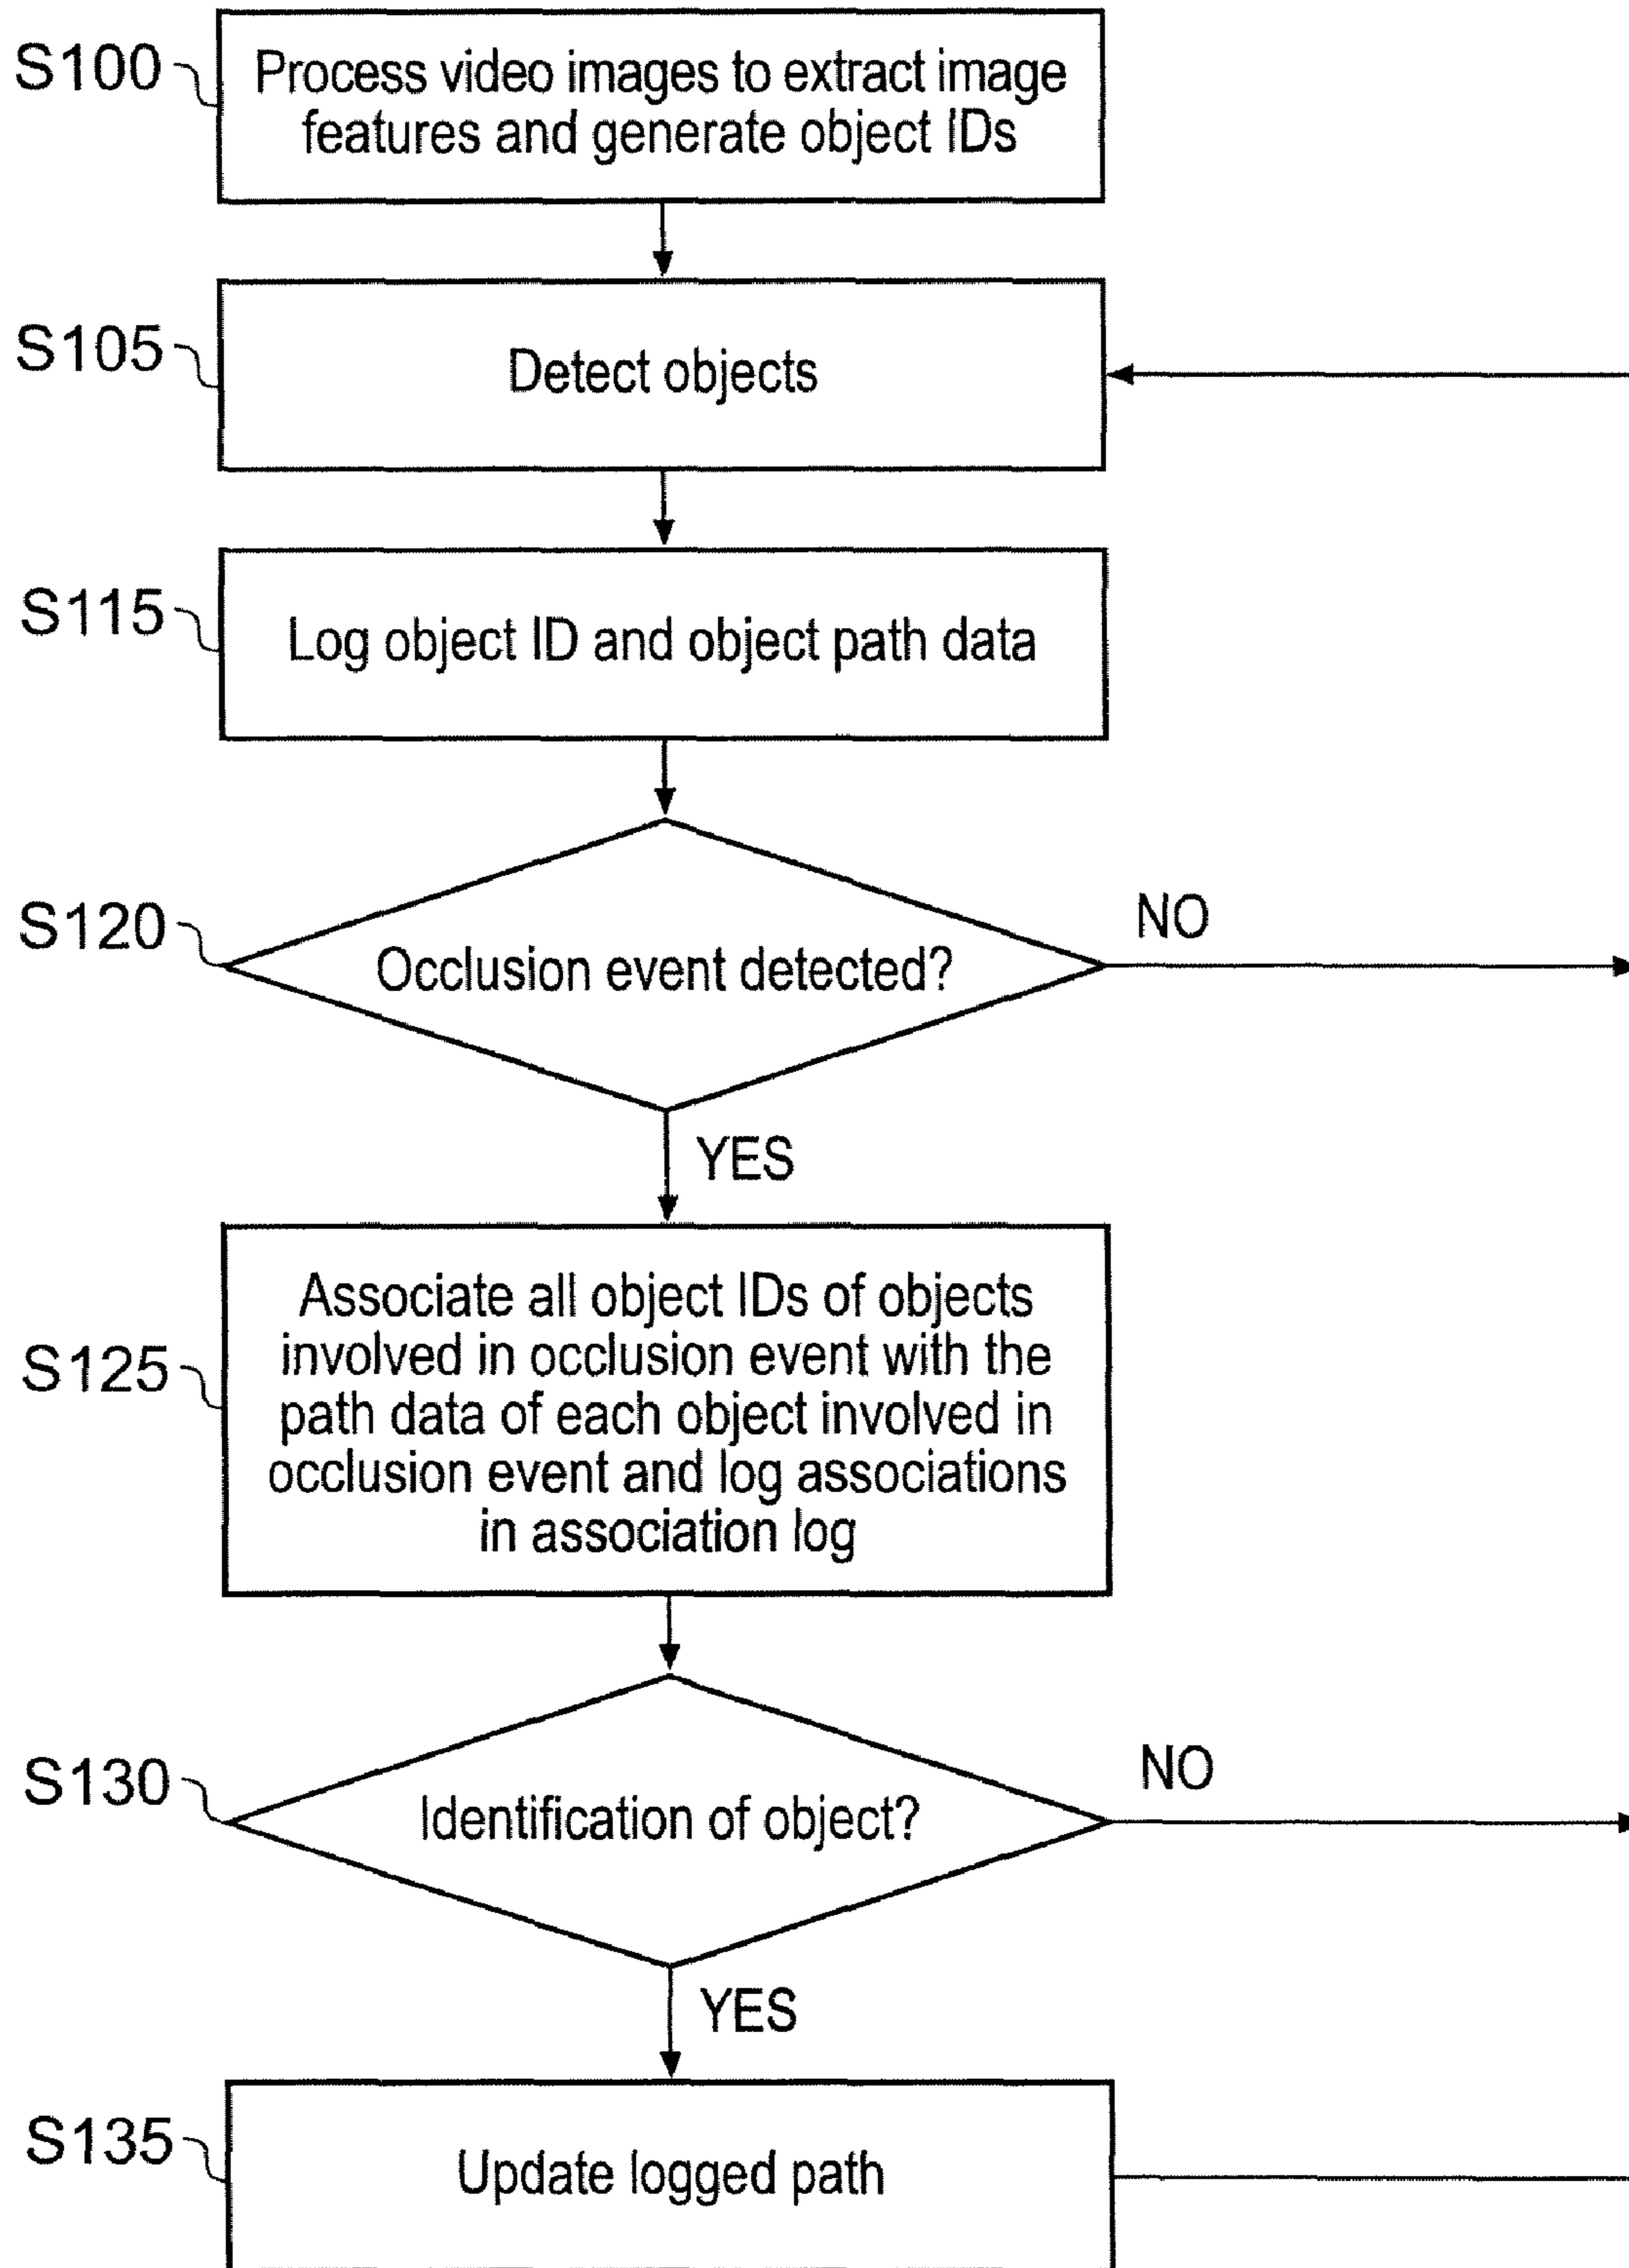 S100
Process video images to extract image
features and generate object IDs
S105
Detect objects
S115
Log object ID and object path data
S120
Occlusion event detected?
NO
YES
S125
Associate all object IDs of objects
involved in occlusion event with the
path data of each object involved in
occlusion event and log associations
in association log
S130
Identification of object?
NO
YES
S135
Update logged path